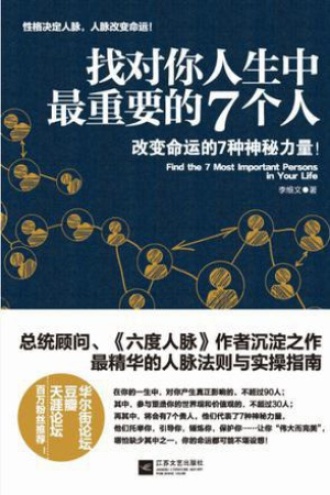 性格决定人脉，人脉改变命运！
找对你人生中
最重要的7个人
改变命运的7种神秘力量！
Find the 7 Most Important Persons
in Your Life
李维文 著
总统顾问、《六度人脉》作者沉淀之作
最精华的人脉法则与实操指南
华尔街论坛
豆瓣
天涯论坛
百万粉丝推荐！
在你的一生中，对你产生真正影响的，不超过90人；
其中，参与塑造你的世界观和价值观的，不超过30人；
再其中，将会有7个贵人，他们代表了7种神秘力量，
他们托举你、引导你、锤炼你、保护你……让你“伟大而完美”，
哪怕缺少其中之一，你的命运都可能不堪设想！
江苏文艺出版社